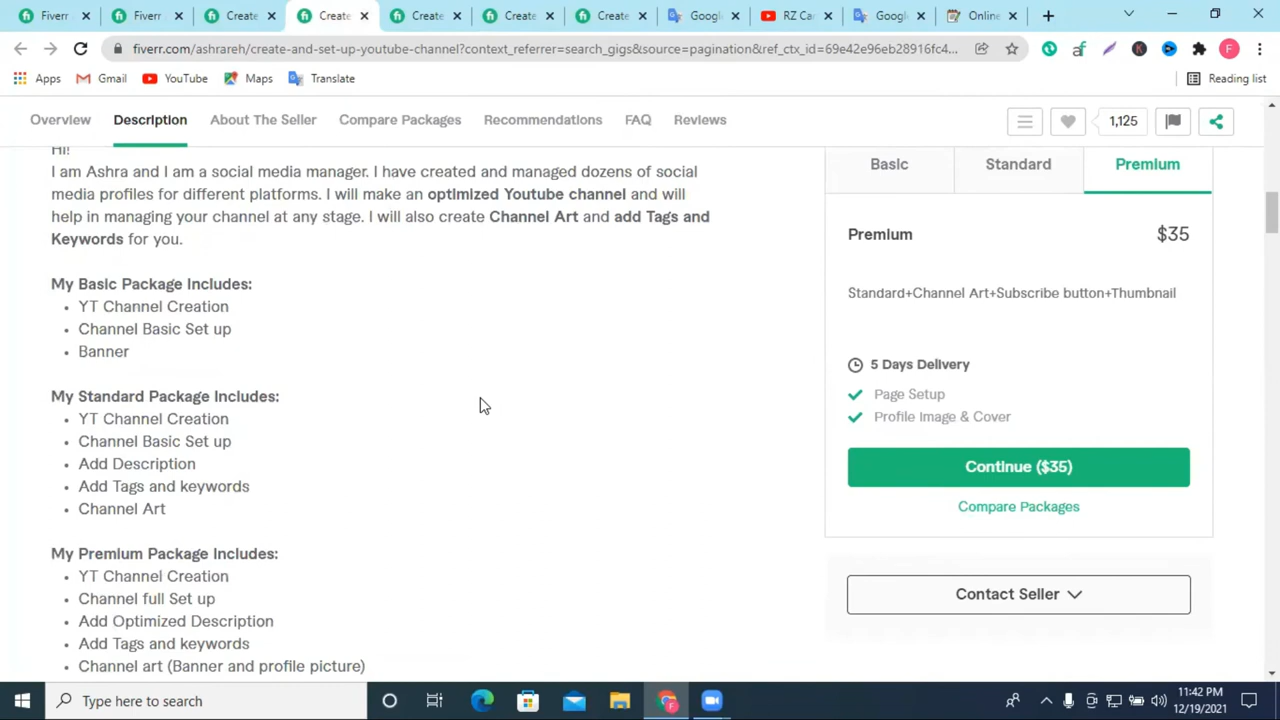 Fiverr
Fiverr
Create
Create
Create
Create
Create
Google
RZ Car
Google
Online
fiverr.com/ashrareh/create-and-set-up-youtube-channel?context_referrer=search_gigs&source=pagination&ref_ctx_id=69e42e96eb28916fc4...
Apps
Gmail
YouTube
Maps
Translate
Reading list
Overview
Description
About The Seller
Compare Packages
Recommendations
FAQ
Reviews
1,125
Hi!
I am Ashra and I am a social media manager. I have created and managed dozens of social
media profiles for different platforms. I will make an optimized Youtube channel and will
help in managing your channel at any stage. I will also create Channel Art and add Tags and
Keywords for you.
My Basic Package Includes:
• YT Channel Creation
• Channel Basic Set up
• Banner
My Standard Package Includes:
• YT Channel Creation
• Channel Basic Set up
• Add Description
• Add Tags and keywords
• Channel Art
My Premium Package Includes:
• YT Channel Creation
• Channel full Set up
• Add Optimized Description
• Add Tags and keywords
• Channel art (Banner and profile picture)
Basic
Standard
Premium
Premium
$35
Standard+Channel Art+Subscribe button+Thumbnail
5 Days Delivery
Page Setup
Profile Image & Cover
Continue ($35)
Compare Packages
Contact Seller
Type here to search
11:42 PM
12/19/2021